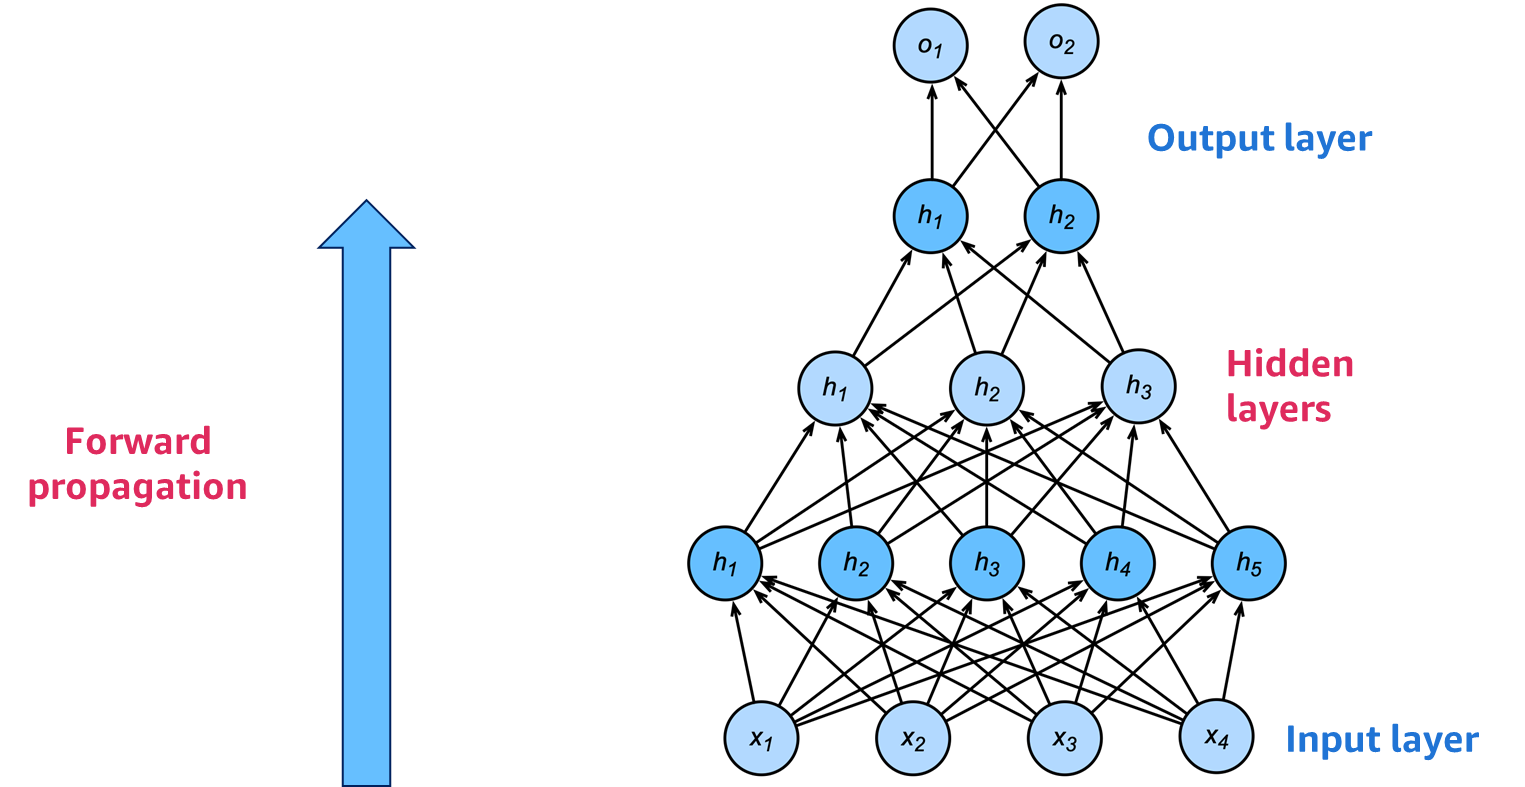 o1 o2
Output layer
h1 h2
Hidden
layers
h1 h2 h3
Forward
propagation
h1 h2 h3 h4 h5
x1 x2 x3 x4
Input layer